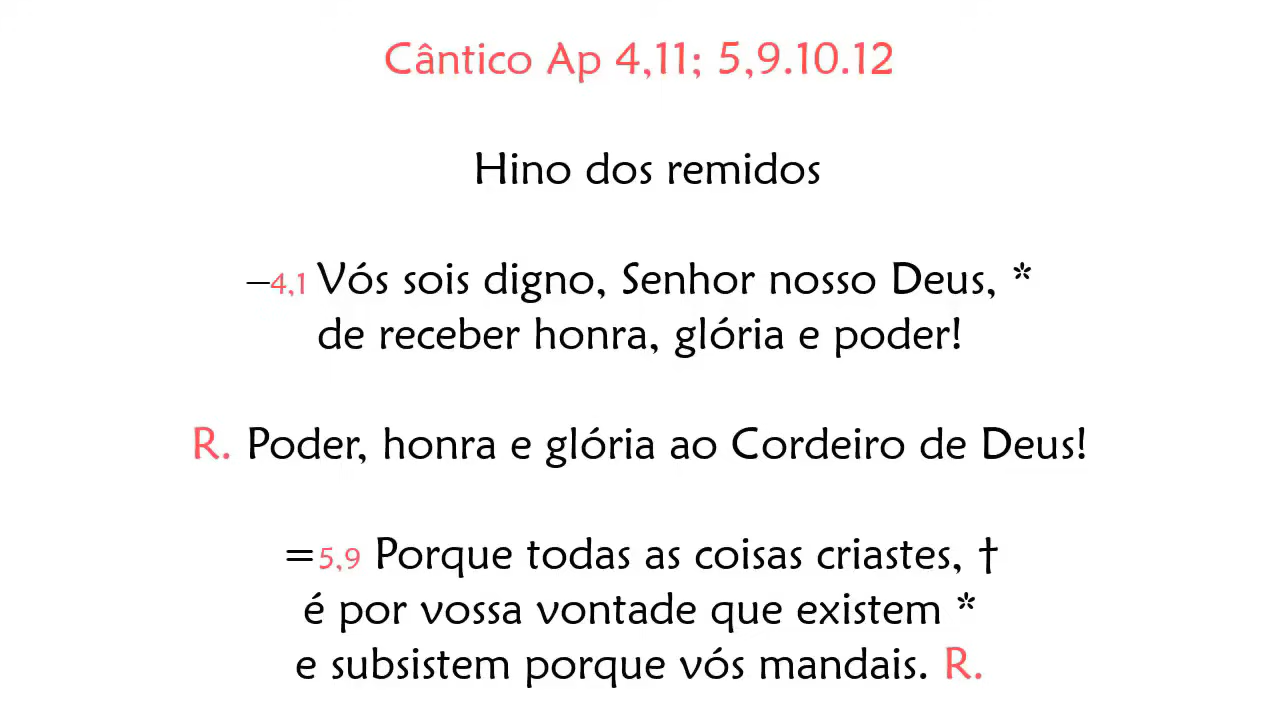 Cântico Ap 4,11; 5,9.10.12
Hino dos remidos
–4,1 Vós sois digno, Senhor nosso Deus, *
de receber honra, glória e poder!
R. Poder, honra e glória ao Cordeiro de Deus!
=5,9 Porque todas as coisas criastes, †
é por vossa vontade que existem *
e subsistem porque vós mandais. R.